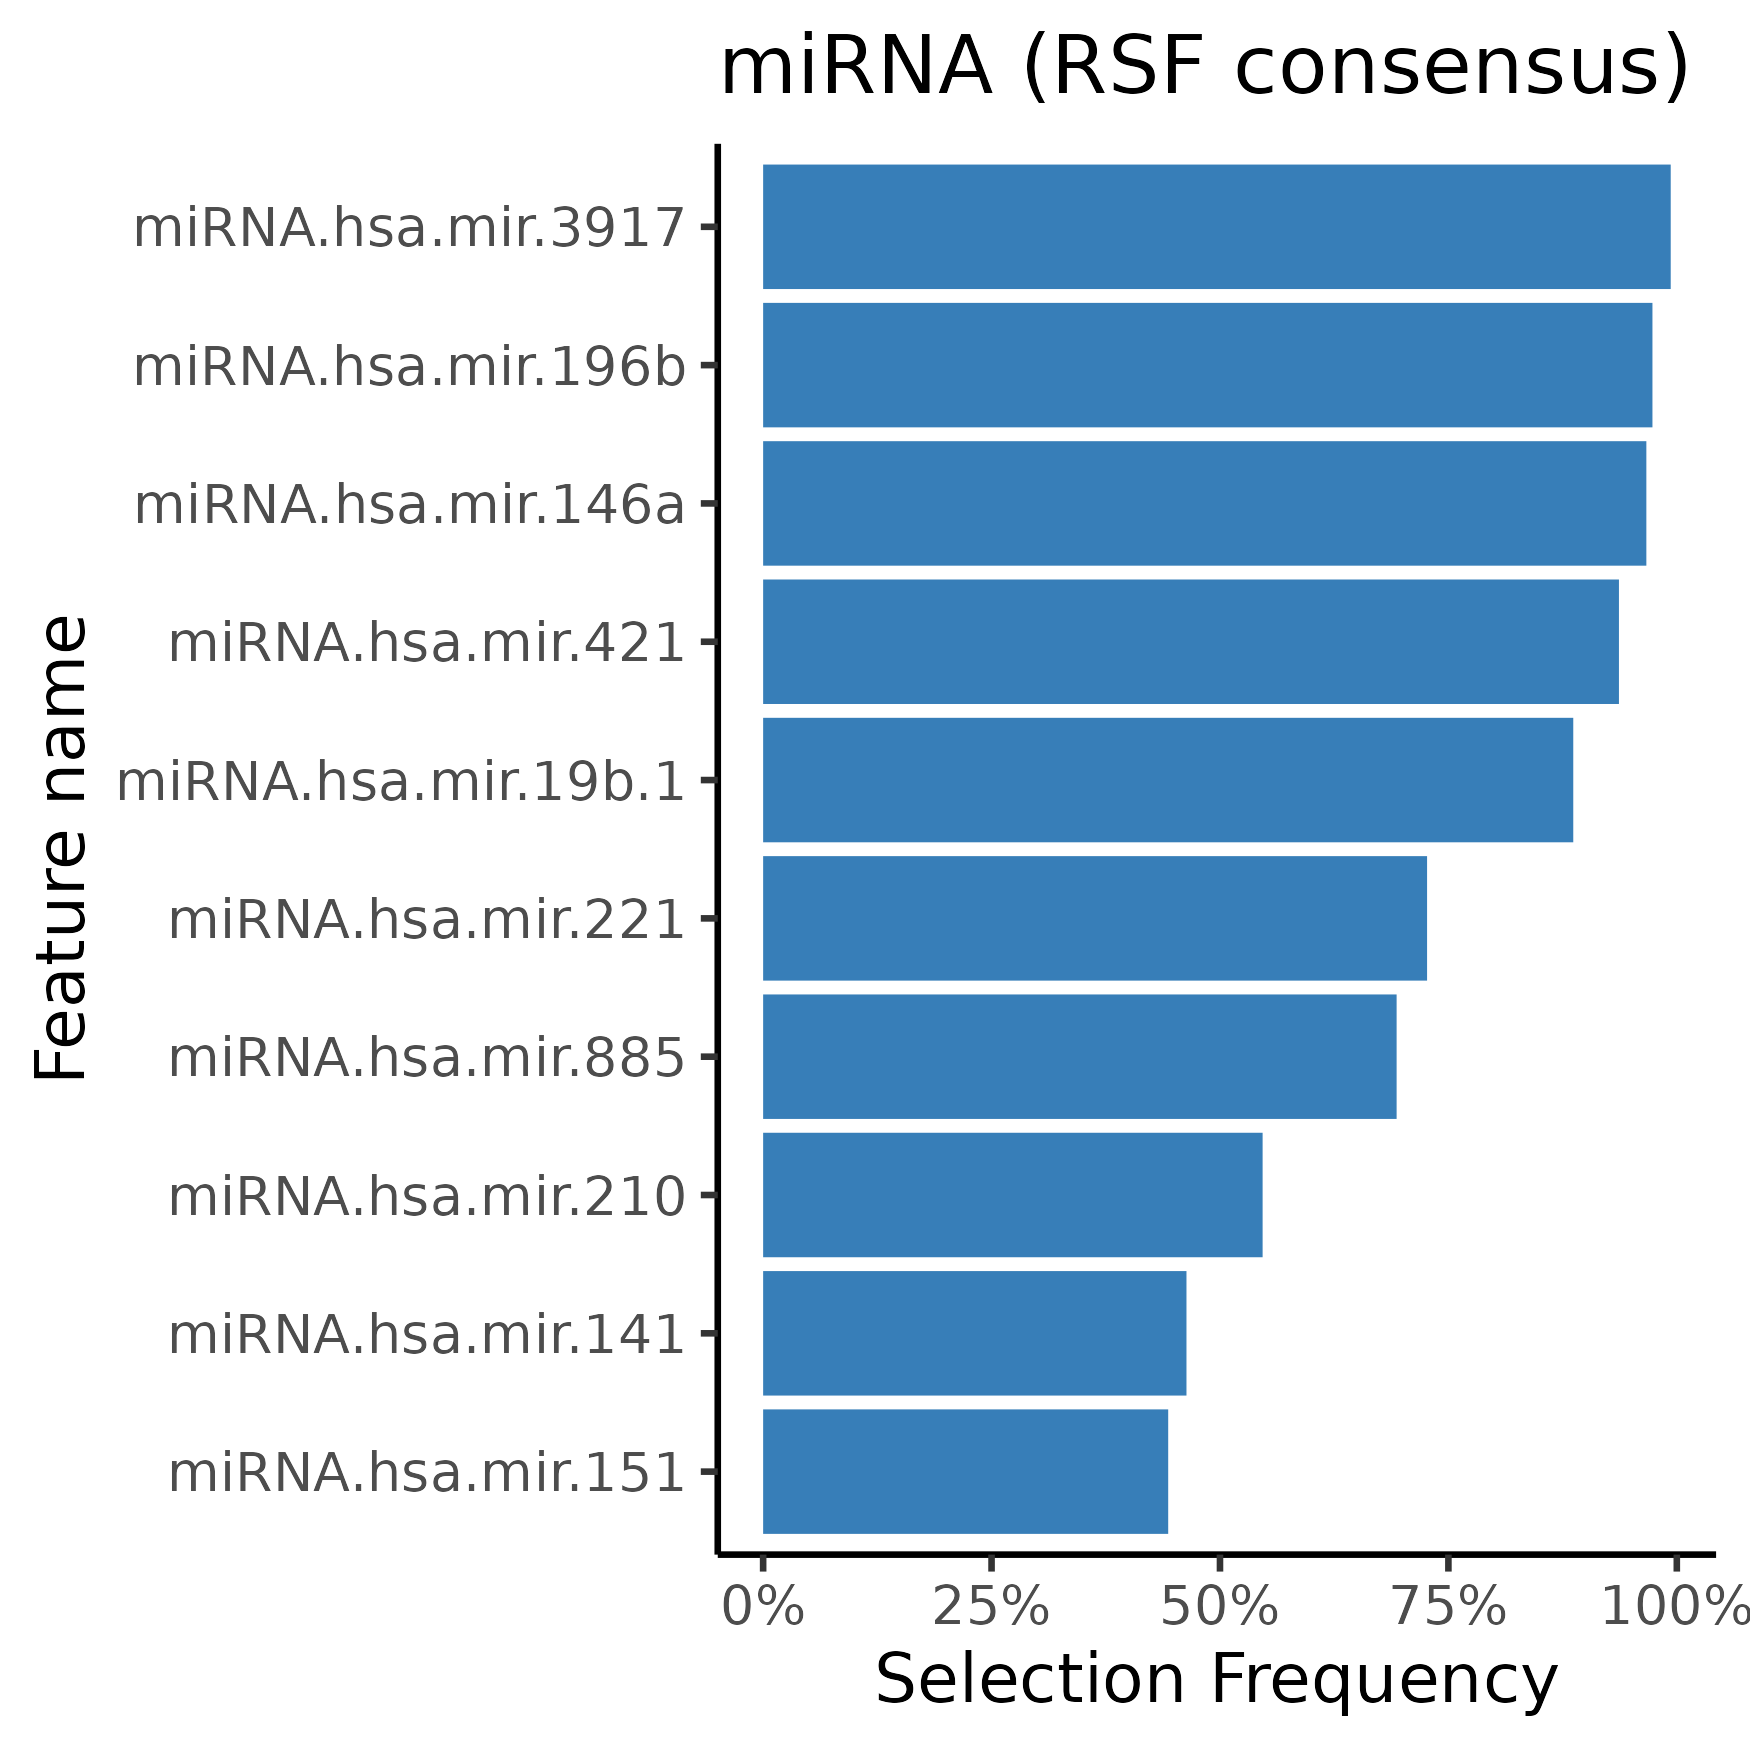 miRNA (RSF consensus)
Feature name
miRNA.hsa.mir.3917
miRNA.hsa.mir.196b
miRNA.hsa.mir.146a
miRNA.hsa.mir.421
miRNA.hsa.mir.19b.1
miRNA.hsa.mir.221
miRNA.hsa.mir.885
miRNA.hsa.mir.210
miRNA.hsa.mir.141
miRNA.hsa.mir.151
0% 25% 50% 75% 100%
Selection Frequency